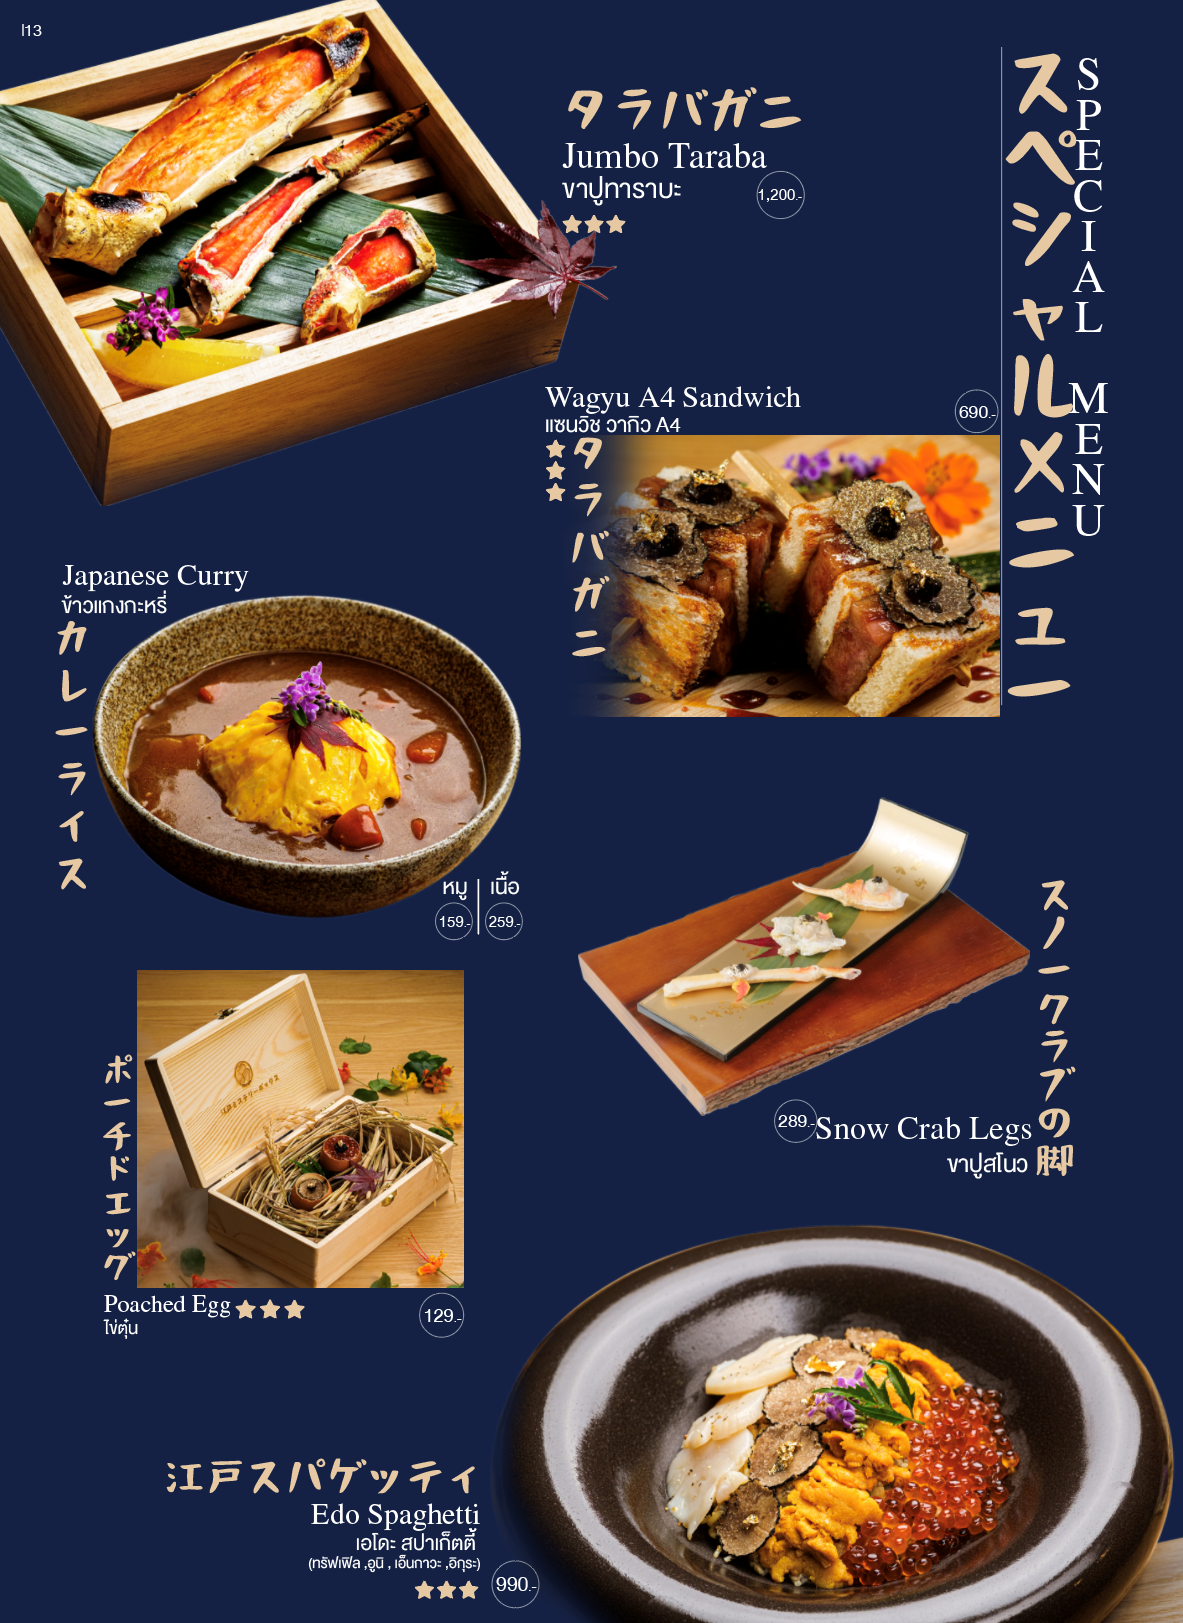 |13
スペシャルメニュー
SPECIAL MENU
タラバガニ
Jumbo Taraba
ขาปูทาราบะ
1,200.-
Wagyu A4 Sandwich
แซนวิช วากิว A4
690.-
タラバガニ
Japanese Curry
ข้าวแกงกะหรี่
カレーライス
หมู | เนื้อ
159.- | 259.-
スノークラブの脚
289.-
Snow Crab Legs
ขาปูสโนว
ポーチドエッグ
Poached Egg
ไข่ตุ๋น
129.-
江戸スパゲッティ
Edo Spaghetti
เอโดะ สปาเก็ตตี้
(ทรัฟเฟิล ,อูนิ , เอ็นกาวะ ,อิกุระ)
990.-